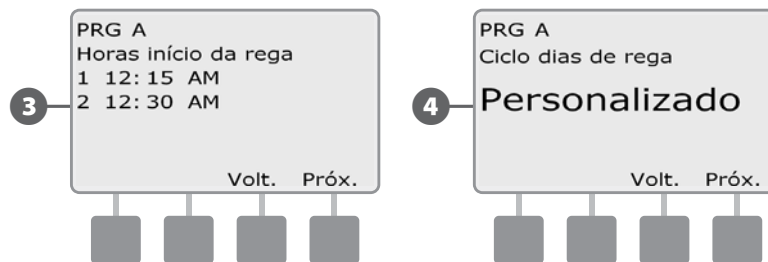 3
PRG A
Horas início da rega
1 12:15 AM
2 12:30 AM
Volt. Próx.
4
PRG A
Ciclo dias de rega
Personalizado
Volt. Próx.